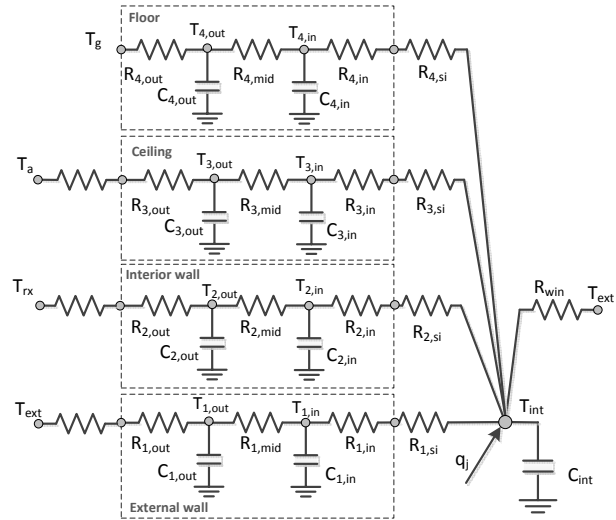 Floor
T4,out T4,in
Tg
R4,out R4,mid R4,in R4,si
C4,out C4,in
Ceiling
Ta T3,out T3,in
R3,out R3,mid R3,in R3,si
C3,out C3,in
Interior wall
Trx T2,out T2,in Rwin Text
R2,out R2,mid R2,in R2,si
C2,out C2,in
Text T1,out T1,in Tint
R1,out R1,mid R1,in R1,si
C1,out C1,in qj Cint
External wall